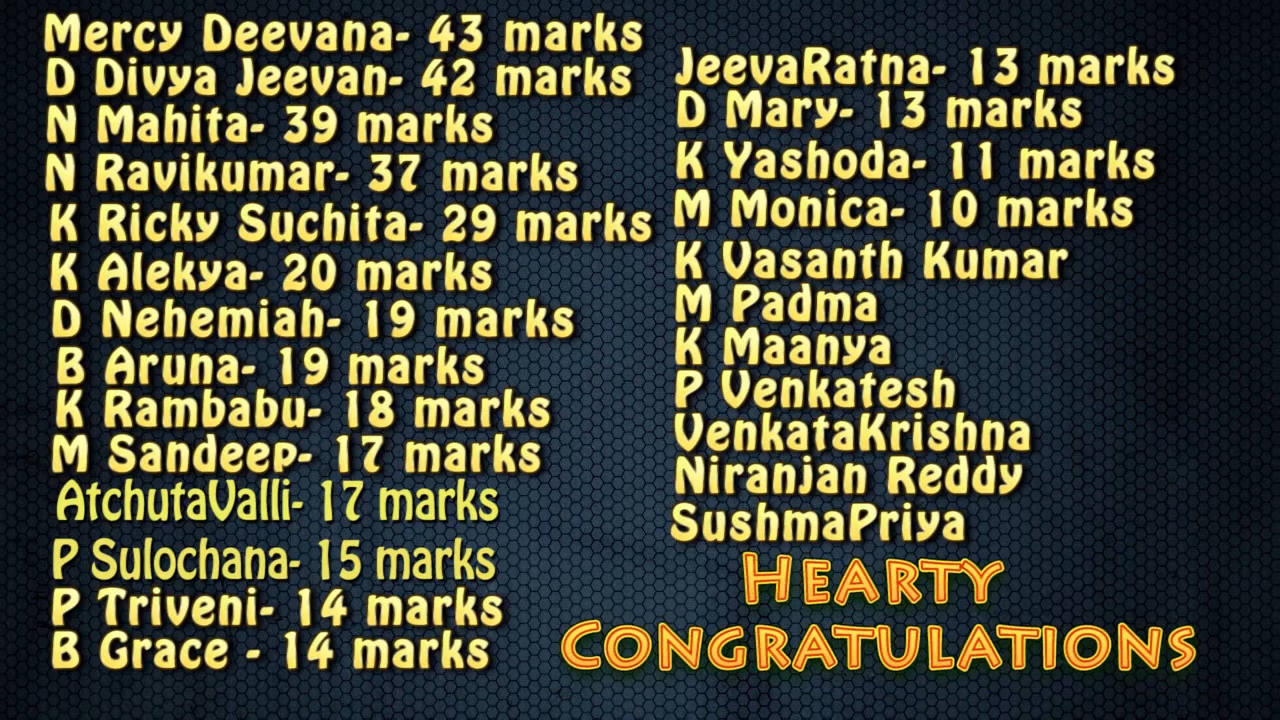 Mercy Deevana- 43 marks
D Divya Jeevan- 42 marks
N Mahita- 39 marks
N Ravikumar- 37 marks
K Ricky Suchita- 29 marks
K Alekya- 20 marks
D Nehemiah- 19 marks
B Aruna- 19 marks
K Rambabu- 18 marks
M Sandeep- 17 marks
AtchutaValli- 17 marks
P Sulochana- 15 marks
P Triveni- 14 marks
B Grace - 14 marks
JeevaRatna- 13 marks
D Mary- 13 marks
K Yashoda- 11 marks
M Monica- 10 marks
K Vasanth Kumar
M Padma
K Maanya
P Venkatesh
VenkataKrishna
Niranjan Reddy
SushmaPriya
Hearty
Congratulations